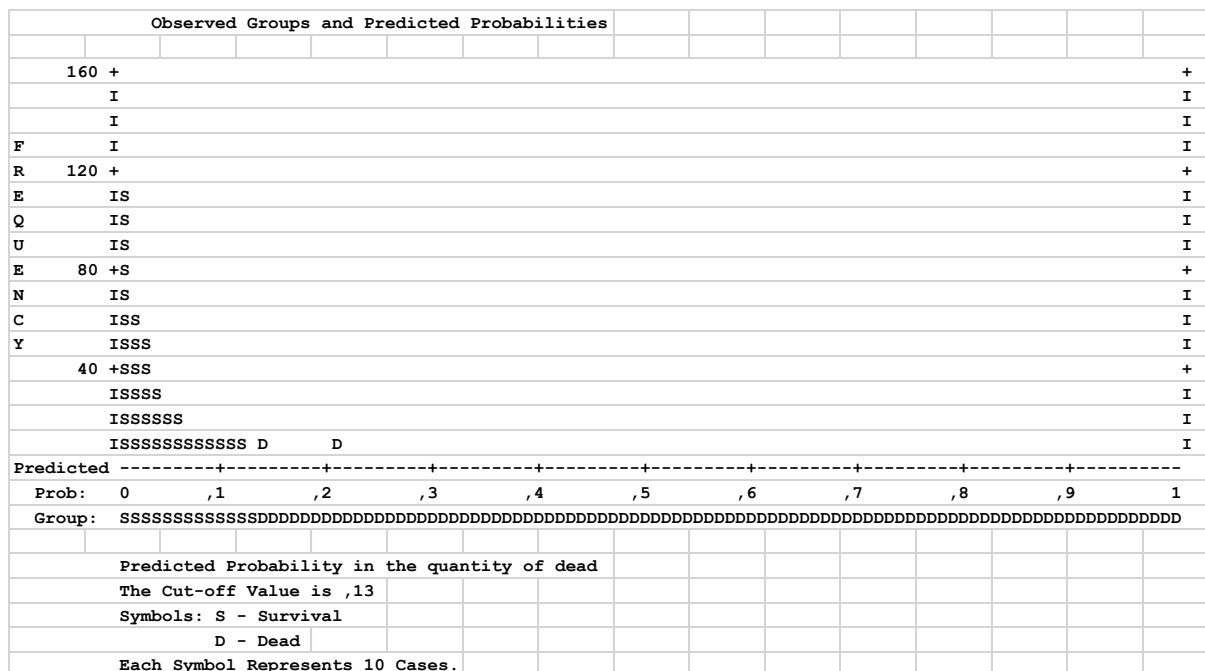 Observed Groups and Predicted Probabilities
160 + +
I I
I I
F I I
R 120 + +
E IS I
Q IS I
U IS I
E 80 +S +
N IS I
C ISS I
Y ISSS I
40 +SSS +
ISSSS I
ISSSSSS I
ISSSSSSSSSSSS D D I
Predicted ---------+---------+---------+---------+---------+---------+---------+---------+---------+----------
Prob: 0 ,1 ,2 ,3 ,4 ,5 ,6 ,7 ,8 ,9 1
Group: SSSSSSSSSSSSSDDDDDDDDDDDDDDDDDDDDDDDDDDDDDDDDDDDDDDDDDDDDDDDDDDDDDDDDDDDDDDDDDDDDDDDDDDDDDDDDDDDDDDD
Predicted Probability in the quantity of dead
The Cut-off Value is ,13
Symbols: S - Survival
D - Dead
Each Symbol Represents 10 Cases.